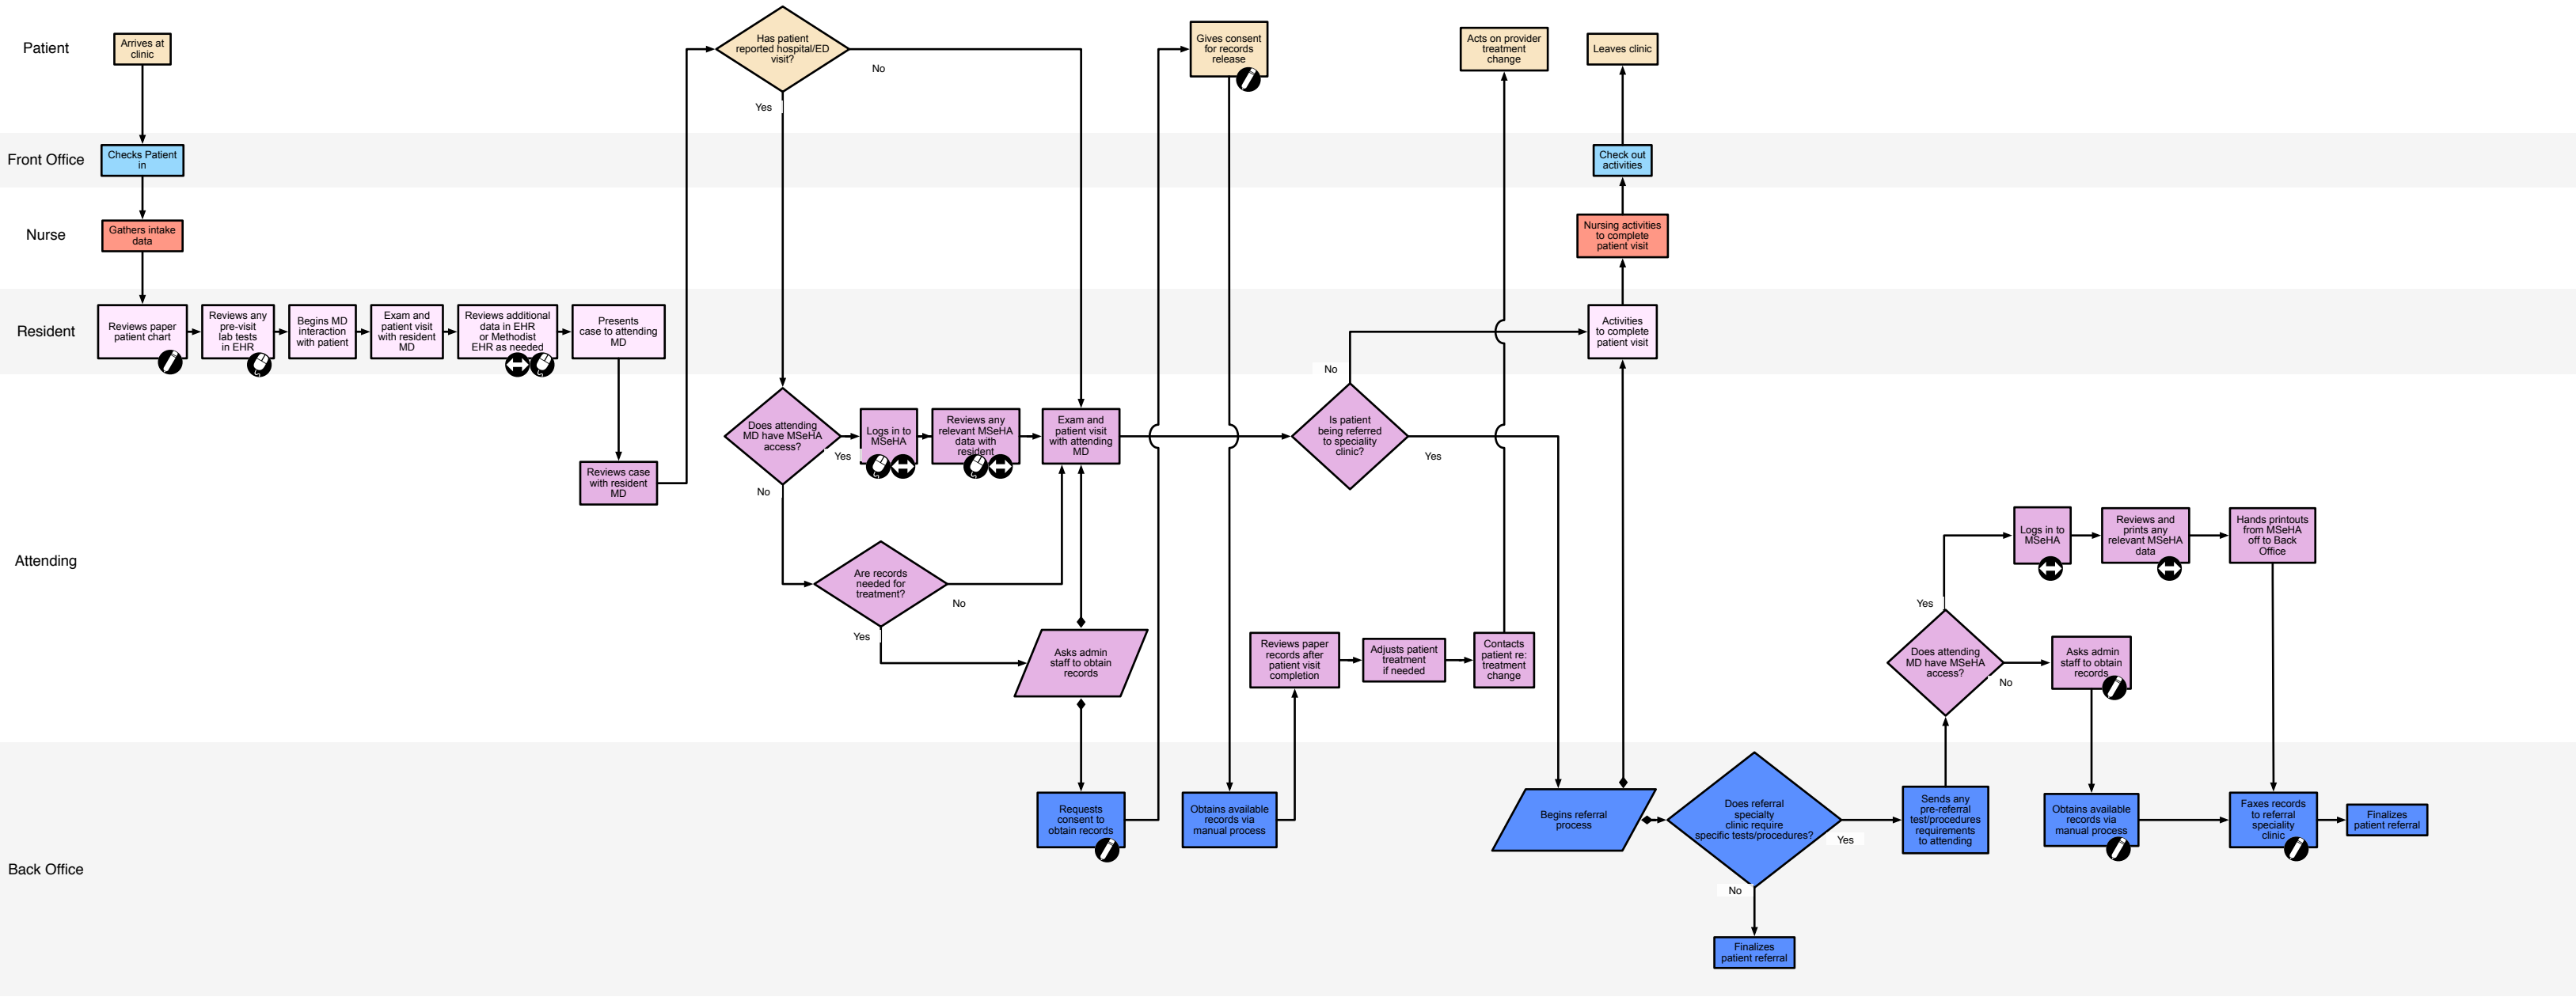 Patient
Arrives at
clinic
Has patient
reported hospital/ED
visit?
No
Yes
Gives consent
for records
release
Acts on provider
treatment
change
Leaves clinic
Front Office
Checks Patient
in
Check out
activities
Nurse
Gathers intake
data
Nursing activities
to complete
patient visit
Resident
Reviews paper
patient chart
Reviews any
pre-visit
lab tests
in EHR
Begins MD
interaction
with patient
Exam and
patient visit
with resident
MD
Reviews additional
data in EHR
or Methodist
EHR as needed
Presents
case to attending
MD
Activities
to complete
patient visit
Attending
Reviews case
with resident
MD
Does attending
MD have MSeHA
access?
Yes
No
Logs in to
MSeHA
Reviews any
relevant MSeHA
data with
resident
Exam and
patient visit
with attending
MD
Is patient
being referred
to speciality
clinic?
No
Yes
Are records
needed for
treatment?
No
Yes
Asks admin
staff to obtain
records
Reviews paper
records after
patient visit
completion
Adjusts patient
treatment
if needed
Contacts
patient re:
treatment
change
Does attending
MD have MSeHA
access?
Yes
No
Logs in to
MSeHA
Reviews and
prints any
relevant MSeHA
data
Hands printouts
from MSeHA
off to Back
Office
Asks admin
staff to obtain
records
Back Office
Requests
consent to
obtain records
Obtains available
records via
manual process
Begins referral
process
Does referral
specialty
clinic require
specific tests/procedures?
Yes
No
Sends any
pre-referral
test/procedures
requirements
to attending
Obtains available
records via
manual process
Faxes records
to referral
speciality
clinic
Finalizes
patient referral
Finalizes
patient referral